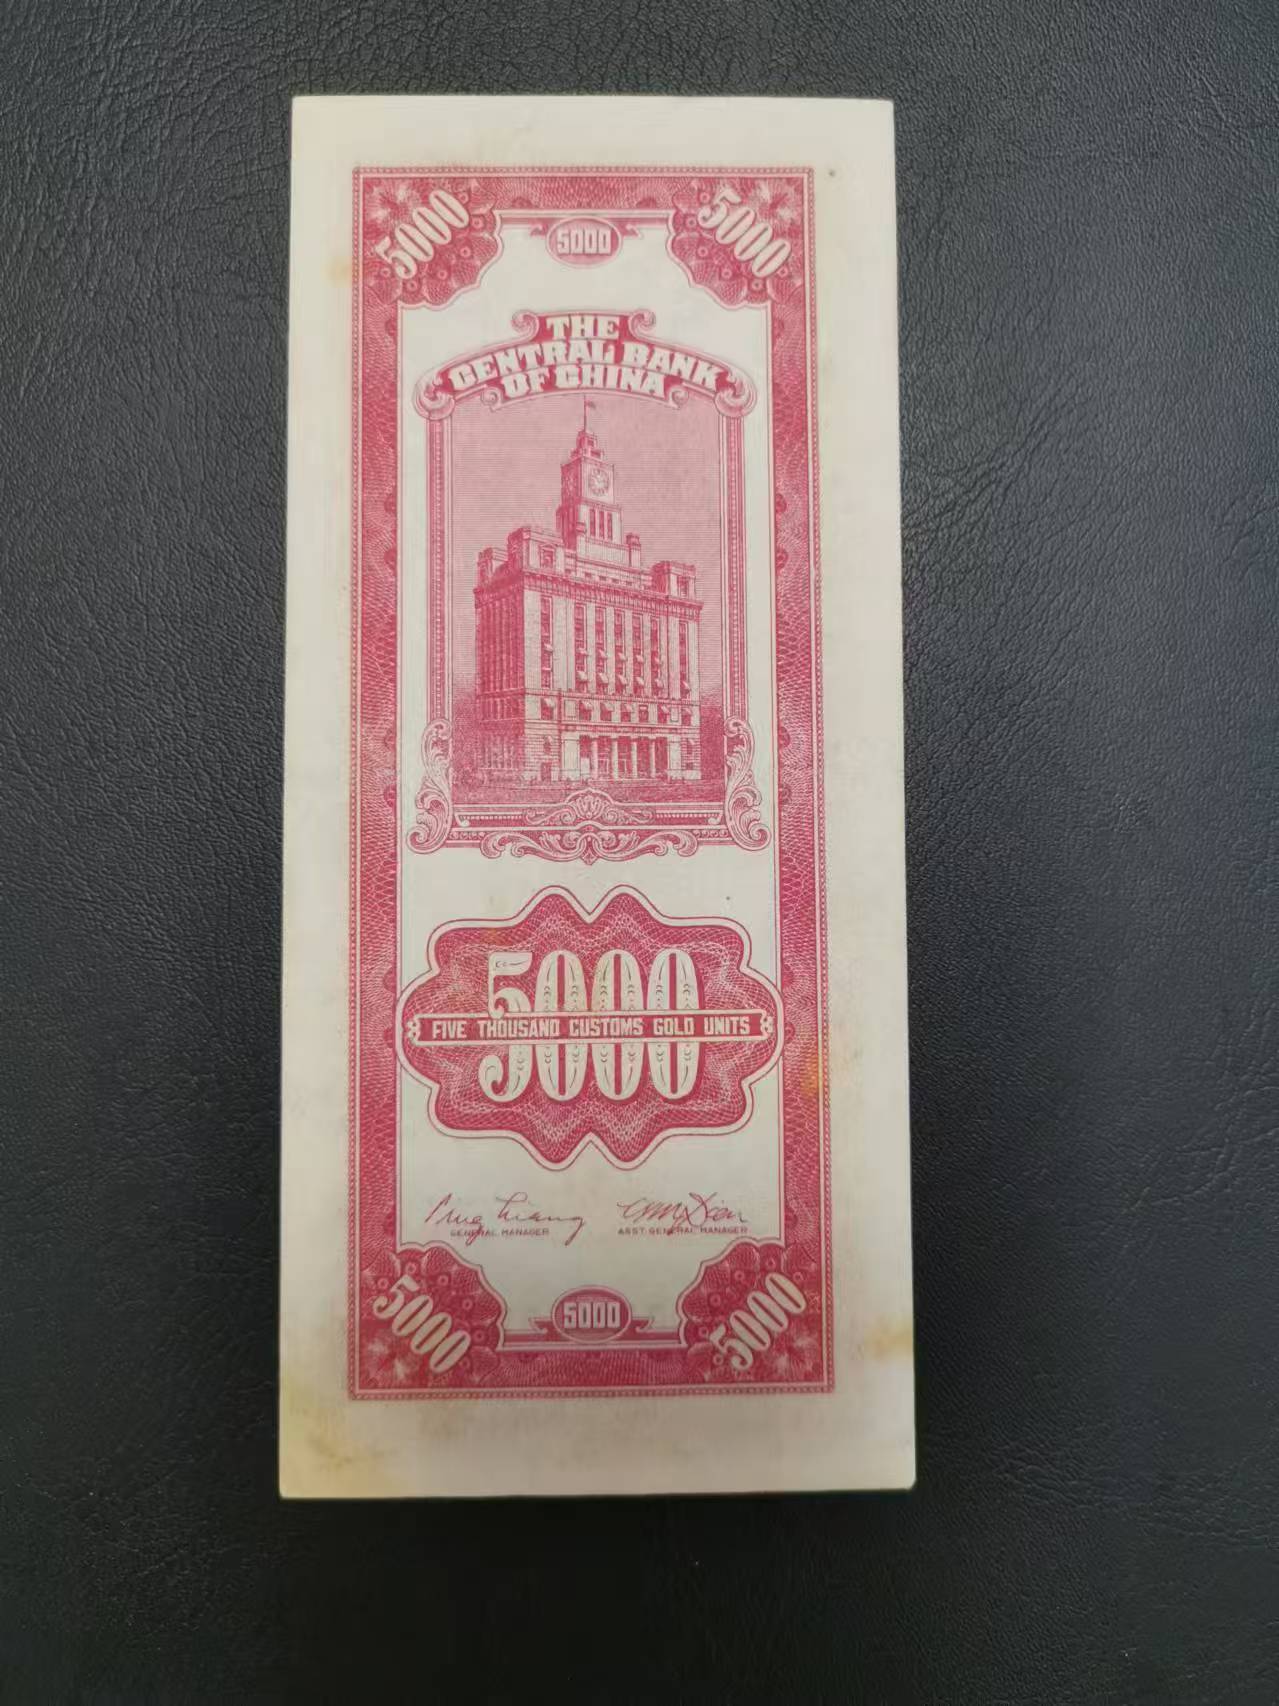 5000 5000 5000
THE
CENTRAL BANK
OF CHINA
5000
FIVE THOUSAND CUSTOMS GOLD UNITS
GENERAL MANAGER ASST. GENERAL MANAGER
5000 5000 5000